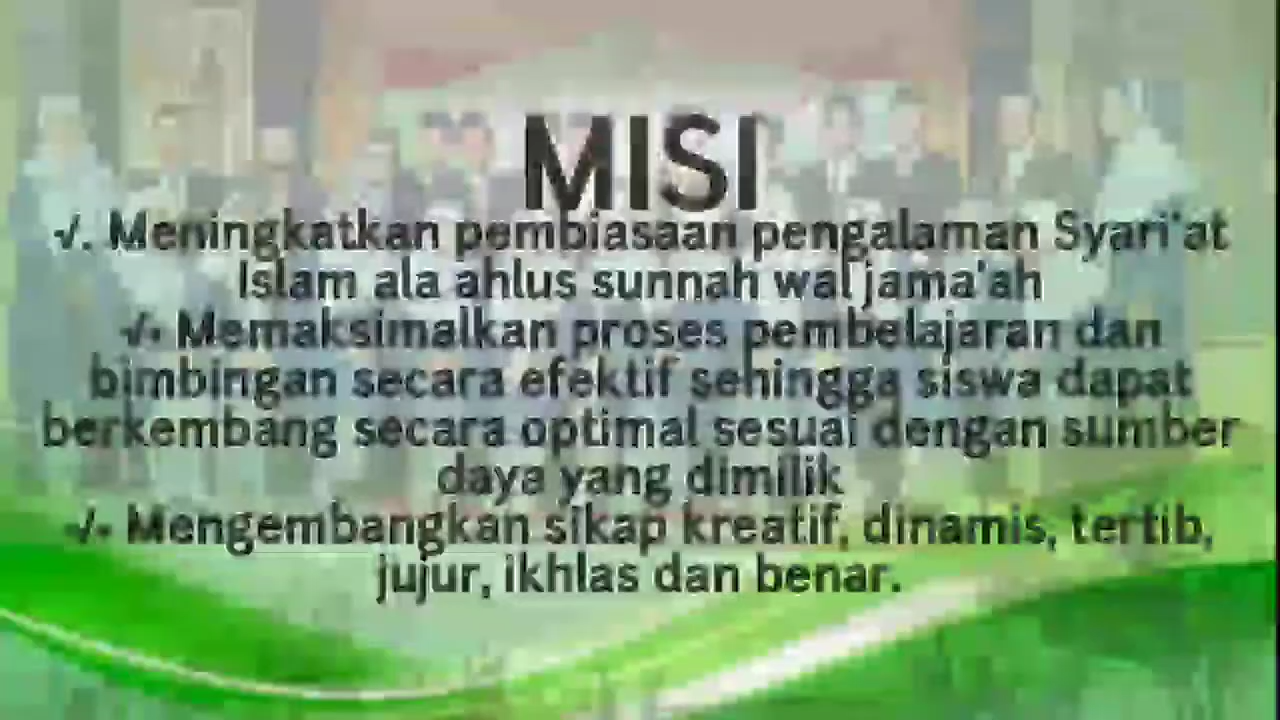 MISI
√. Meningkatkan pembiasaan pengalaman Syari'at
Islam ala ahlus sunnah wal jama'ah
√. Memaksimalkan proses pembelajaran dan
bimbingan secara efektif sehingga siswa dapat
berkembang secara optimal sesuai dengan sumber
daya yang dimilik
√. Mengembangkan sikap kreatif, dinamis, tertib,
jujur, ikhlas dan benar.